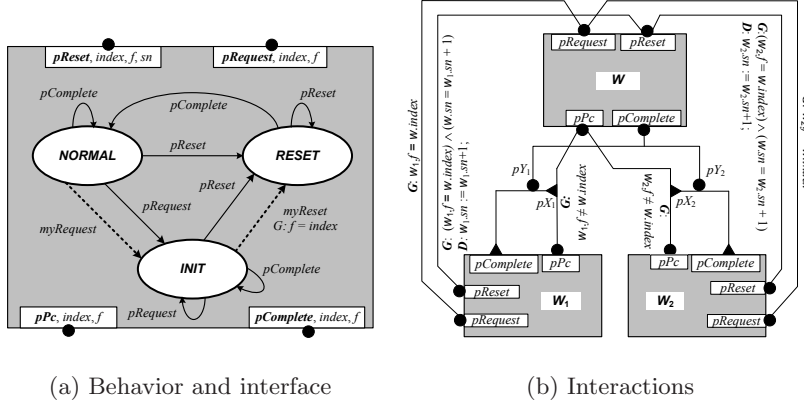 pReset, index, f, sn
pRequest, index, f
pComplete
pComplete
pReset
NORMAL
RESET
pReset
pReset
pRequest
myRequest
myReset
G: f = index
INIT
pComplete
pRequest
pPc, index, f
pComplete, index, f
(a) Behavior and interface
pRequest
pReset
W
pPc
pComplete
G: w1.f = w.index
G: (w1.f = w.index) ∧ (w.sn = w1.sn + 1)
D: w1.sn := w1.sn+1;
G:(w2.f = w.index) ∧ (w.sn = w2.sn + 1)
D: w2.sn := w2.sn+1;
pY1
pY2
pX1
pX2
G:
w1.f ≠ w.index
G:
w2.f ≠ w.index
pComplete
pPc
pReset
W1
pRequest
pPc
pComplete
pReset
W2
pRequest
(b) Interactions